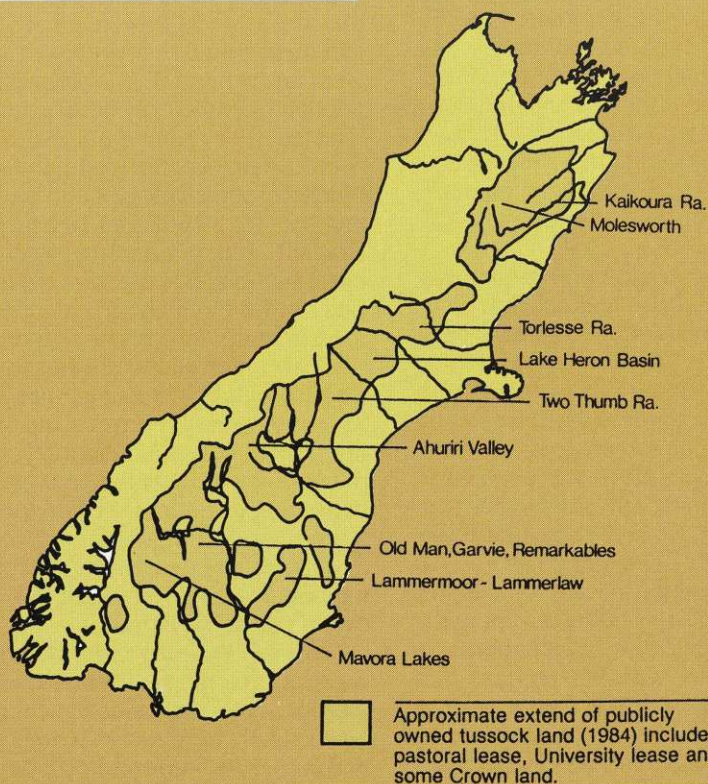 Kaikoura Ra.
Molesworth
Torlesse Ra.
Lake Heron Basin
Two Thumb Ra.
Ahuriri Valley
Old Man, Garvie, Remarkables
Lammermoor - Lammerlaw
Mavora Lakes
Approximate extend of publicly
owned tussock land (1984) include
pastoral lease, University lease an
some Crown land.